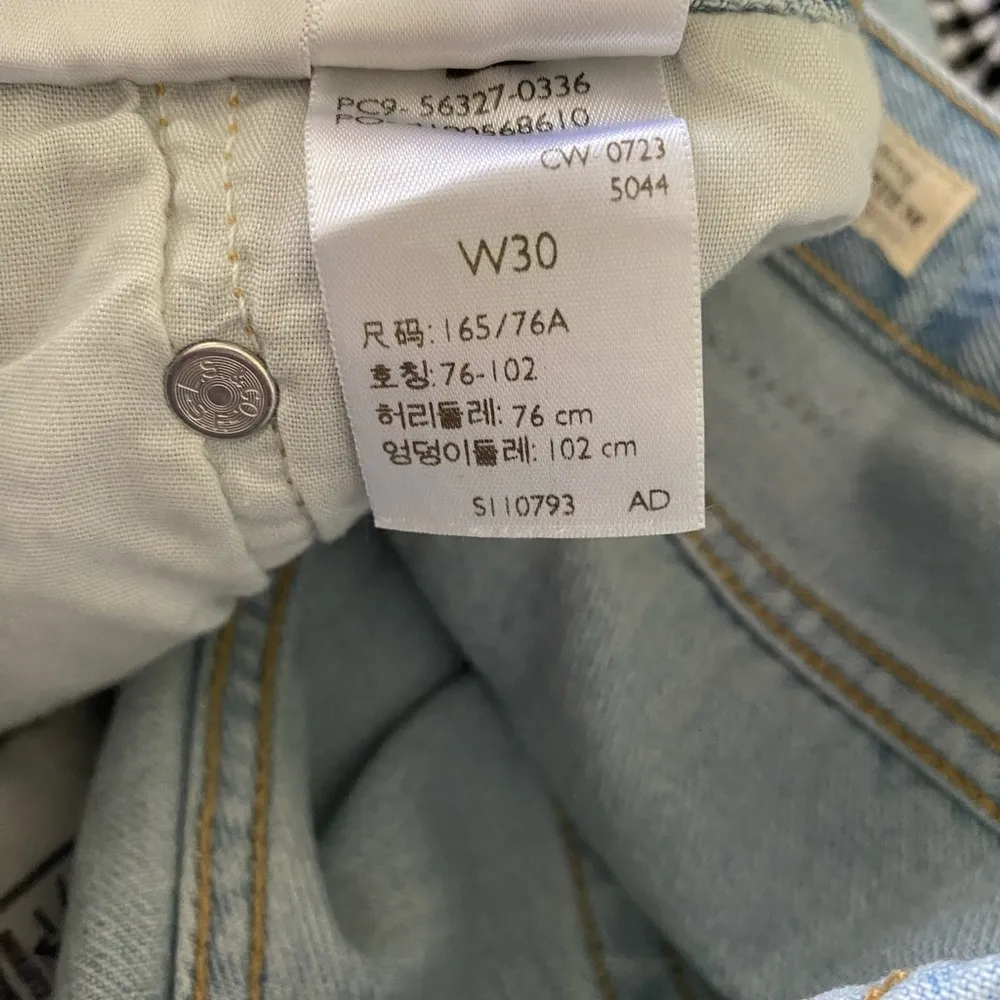 PC9- 56327-0336
CW 0723
5044
W30
尺码: 165/76A
호칭: 76-102
허리둘레: 76 cm
엉덩이둘레: 102 cm
S110793 AD